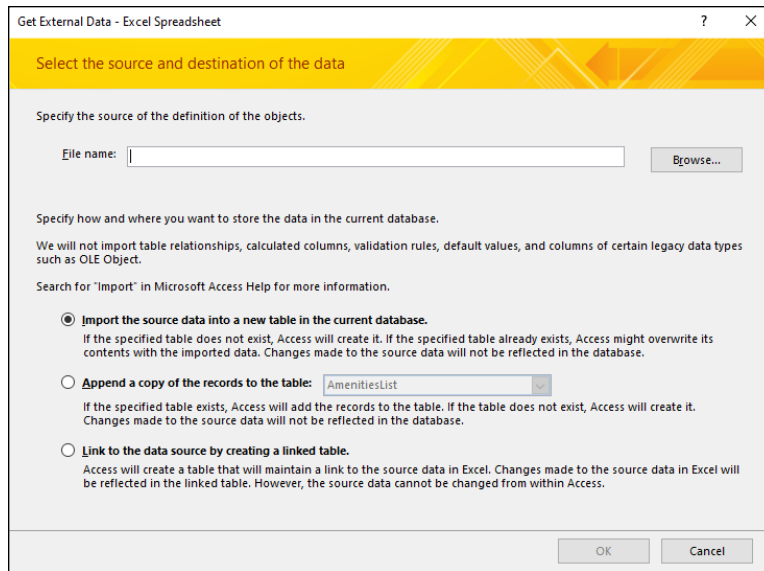 Get External Data - Excel Spreadsheet
Select the source and destination of the data
Specify the source of the definition of the objects.
File name:
Browse...
Specify how and where you want to store the data in the current database.
We will not import table relationships, calculated columns, validation rules, default values, and columns of certain legacy data types
such as OLE Object.
Search for "Import" in Microsoft Access Help for more information.
Import the source data into a new table in the current database.
If the specified table does not exist, Access will create it. If the specified table already exists, Access might overwrite its
contents with the imported data. Changes made to the source data will not be reflected in the database.
Append a copy of the records to the table: AmenitiesList
If the specified table exists, Access will add the records to the table. If the table does not exist, Access will create it.
Changes made to the source data will not be reflected in the database.
Link to the data source by creating a linked table.
Access will create a table that will maintain a link to the source data in Excel. Changes made to the source data in Excel will
be reflected in the linked table. However, the source data cannot be changed from within Access.
OK Cancel